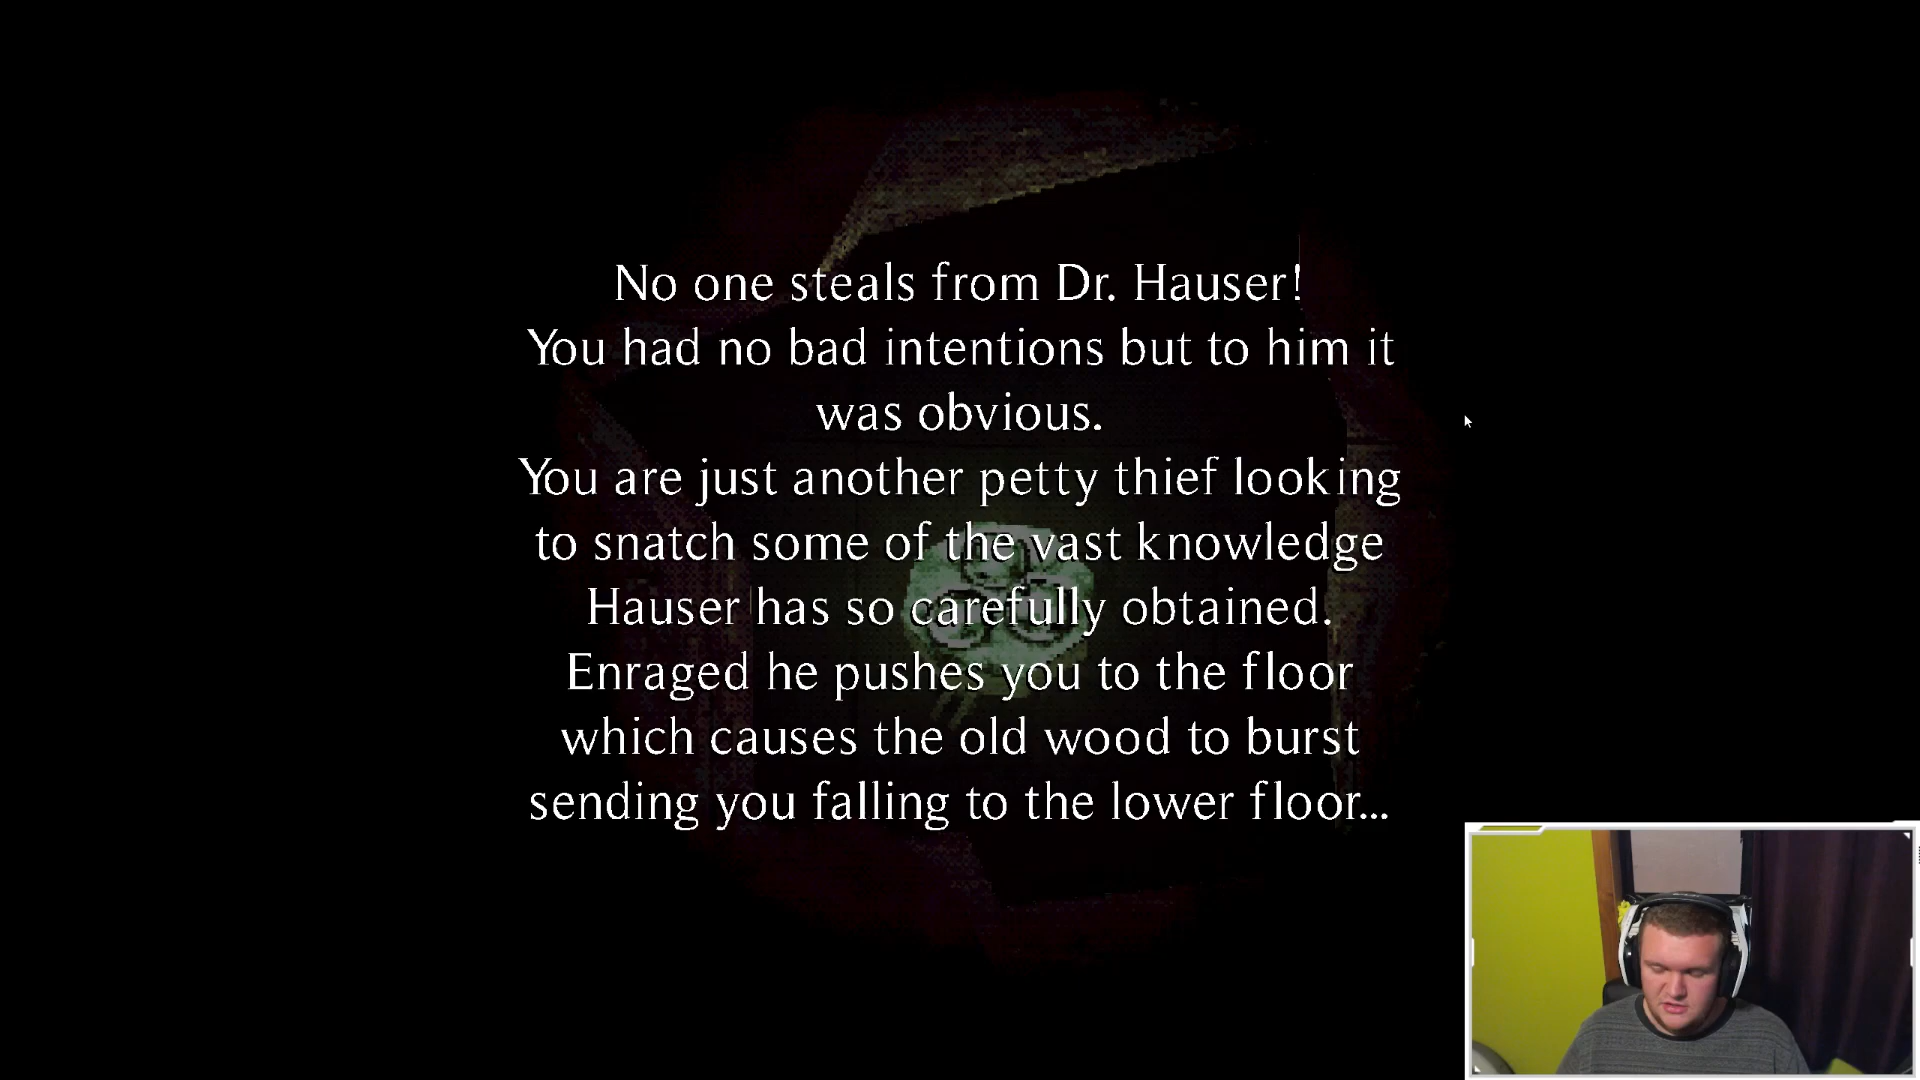 No one steals from Dr. Hauser!
You had no bad intentions but to him it
was obvious.
You are just another petty thief looking
to snatch some of the vast knowledge
Hauser has so carefully obtained.
Enraged he pushes you to the floor
which causes the old wood to burst
sending you falling to the lower floor...